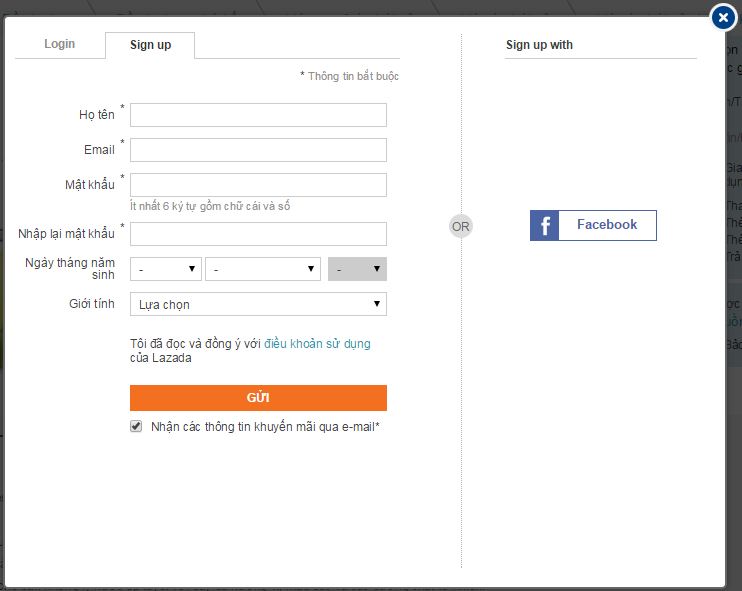 Login
Sign up
* Thông tin bắt buộc
Họ tên *
Email *
Mật khẩu *
Ít nhất 6 ký tự gồm chữ cái và số
Nhập lại mật khẩu *
Ngày tháng năm
sinh
- - -
Giới tính
Lựa chọn
Tôi đã đọc và đồng ý với điều khoản sử dụng
của Lazada
GỬI
Nhận các thông tin khuyến mãi qua e-mail*
OR
Sign up with
f Facebook